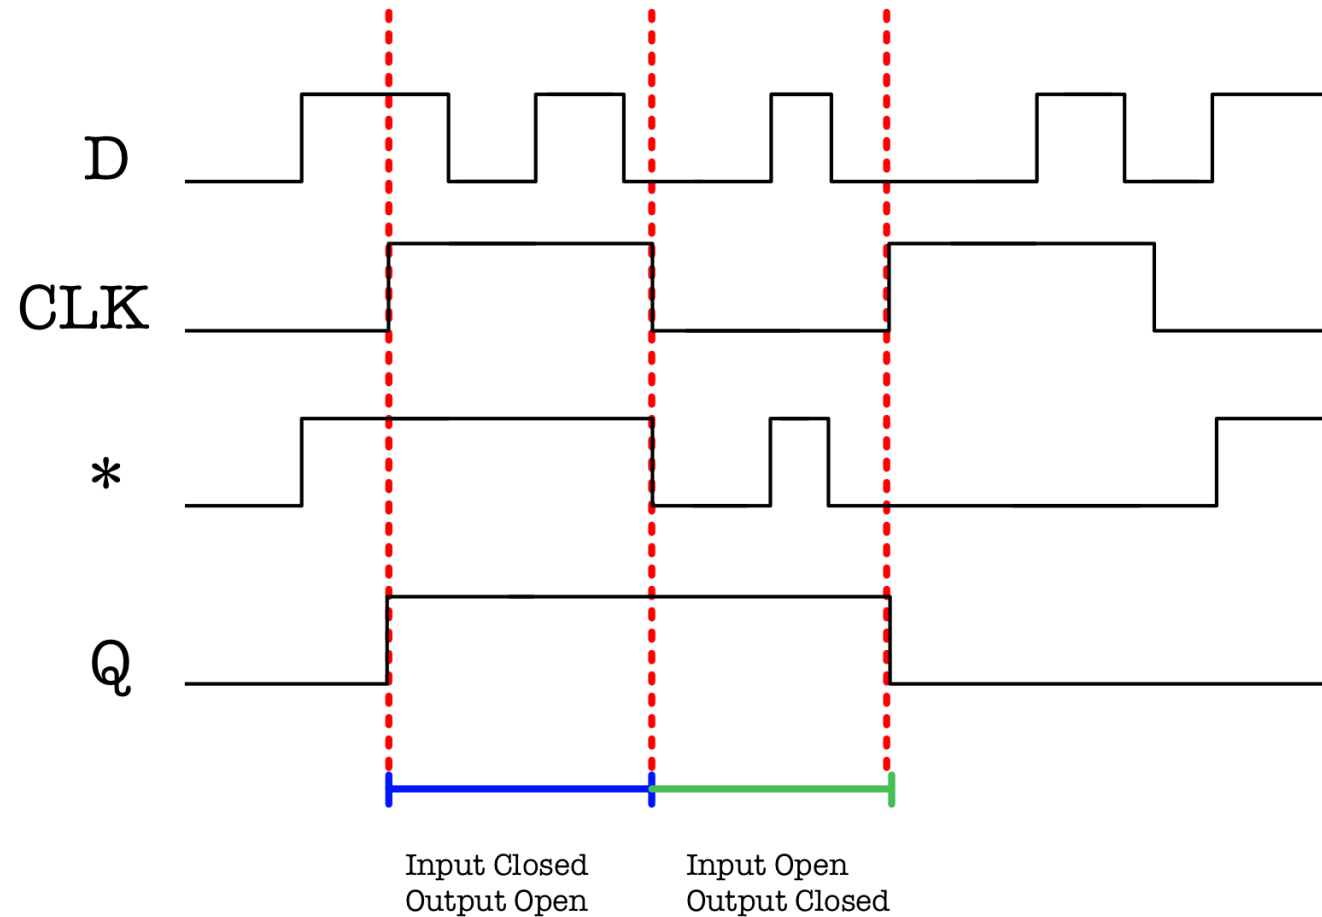 D
CLK
*
Q
Input Closed
Output Open
Input Open
Output Closed